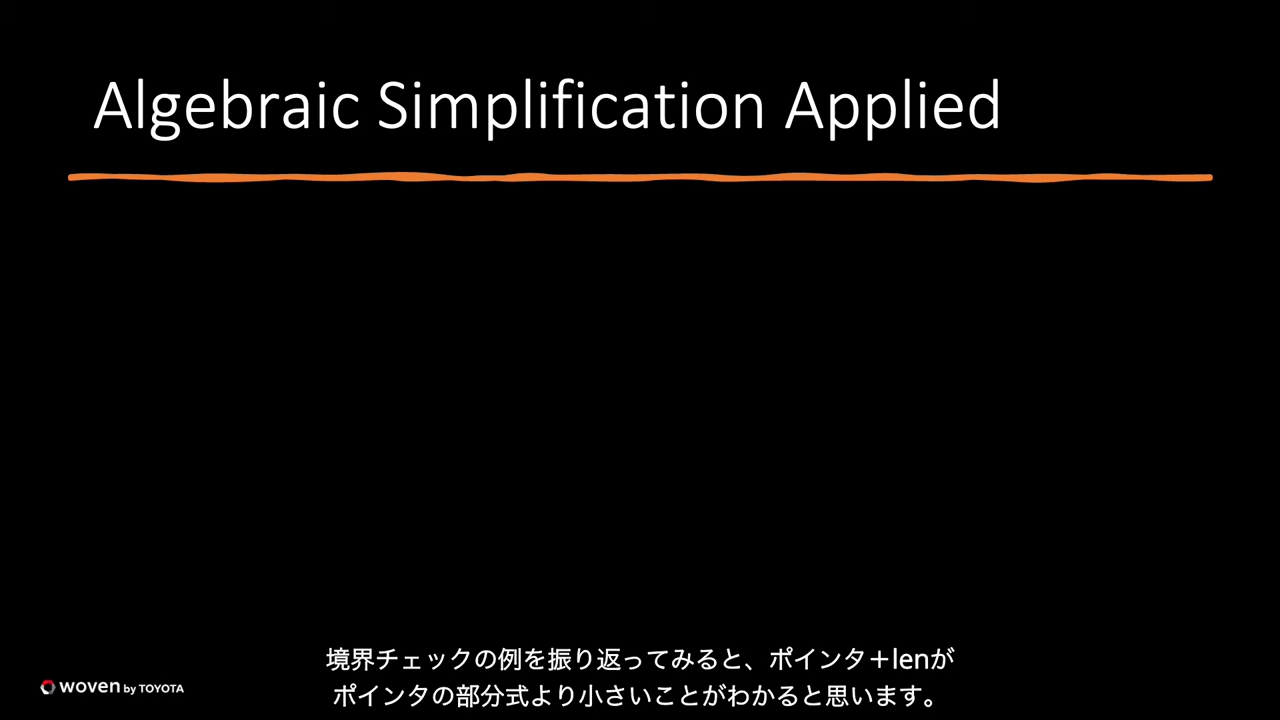 Algebraic Simplification Applied
境界チェックの例を振り返ってみると、ポインタ＋lenが
ポインタの部分式より小さいことがわかると思います。
woven by TOYOTA